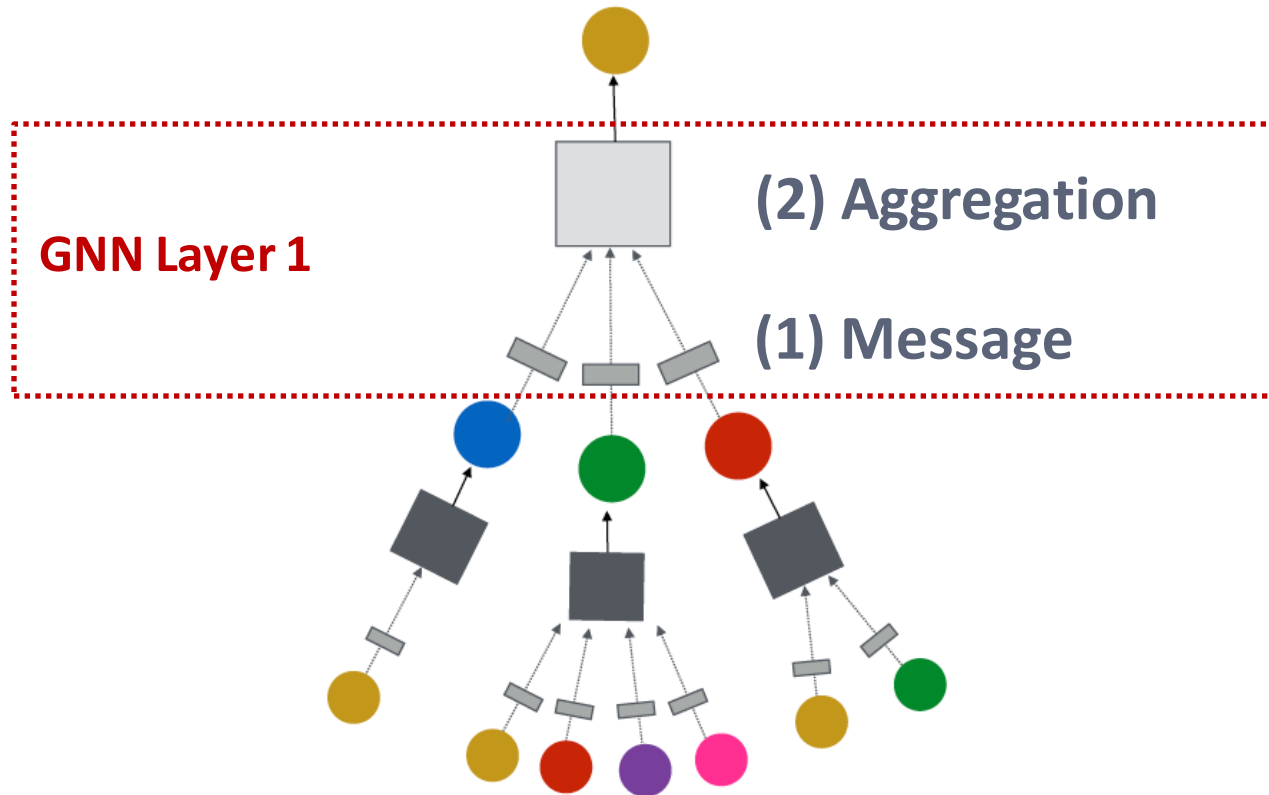 (2) Aggregation
GNN Layer 1
(1) Message